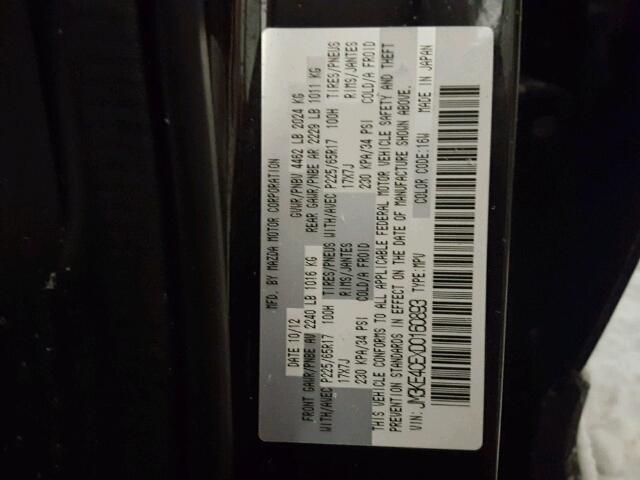 MFD. BY MAZDA MOTOR CORPORATION
DATE 10/12 GVWR/PNBV 4462 LB 2024 KG
FRONT GAWR/PNBE AV 2240 LB 1016 KG REAR GAWR/PNBE AR 2229 LB 1011 KG
WITH/AVEC P225/65R17 100H TIRES/PNEUS WITH/AVEC P225/65R17 100H TIRES/PNEUS
17X7J RIMS/JANTES 17X7J RIMS/JANTES
230 KPA/34 PSI COLD/A FROID 230 KPA/34 PSI COLD/A FROID
THIS VEHICLE CONFORMS TO ALL APPLICABLE FEDERAL MOTOR VEHICLE SAFETY AND THEFT
PREVENTION STANDARDS IN EFFECT ON THE DATE OF MANUFACTURE SHOWN ABOVE.
VIN: JM3KE4CEXD0160893 TYPE:MPV COLOR CODE:16W MADE IN JAPAN